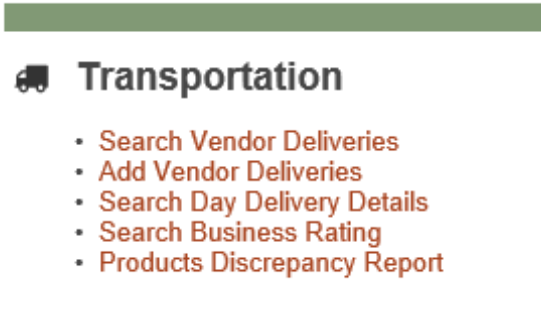 Transportation
Search Vendor Deliveries
Add Vendor Deliveries
Search Day Delivery Details
Search Business Rating
Products Discrepancy Report